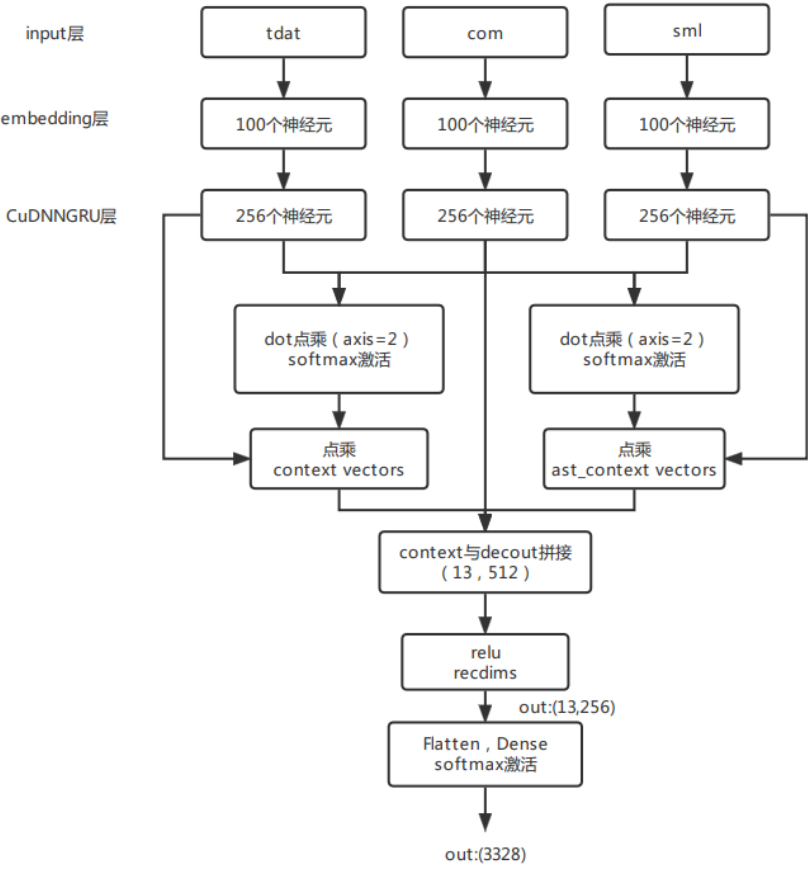 input层
tdat
com
sml
embedding层
100个神经元
100个神经元
100个神经元
CuDNNGRU层
256个神经元
256个神经元
256个神经元
dot点乘（axis=2）
softmax激活
dot点乘（axis=2）
softmax激活
点乘
context vectors
点乘
ast_context vectors
context与decout拼接
（13，512）
relu
recdims
out:(13,256)
Flatten，Dense
softmax激活
out:(3328)